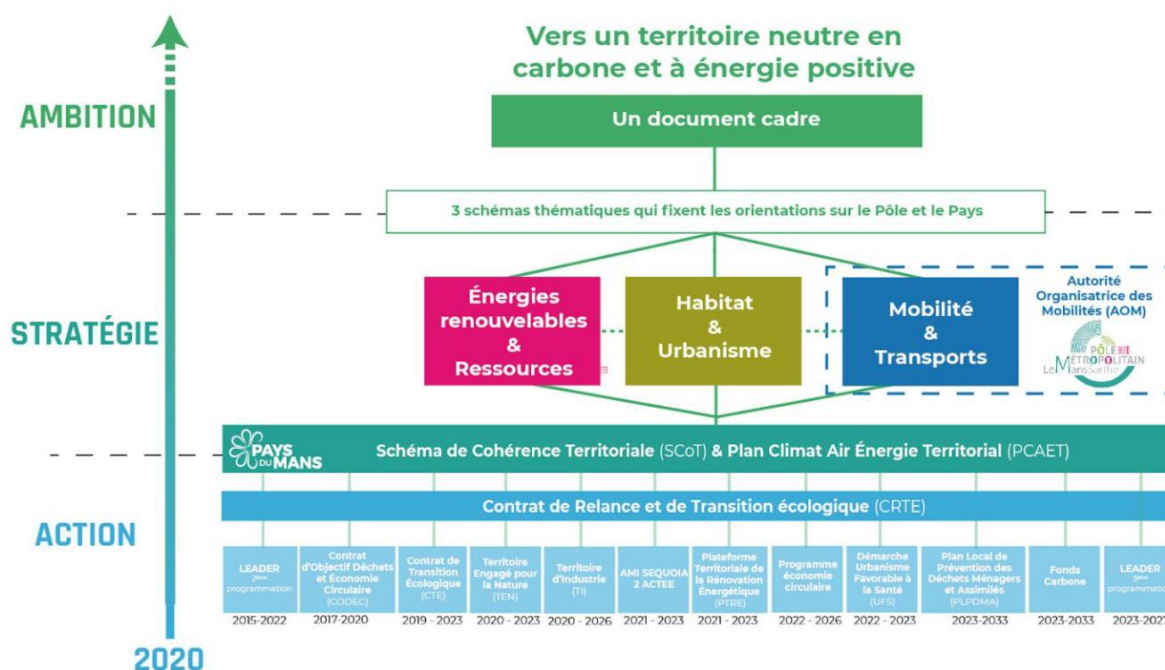 Vers un territoire neutre en
carbone et à énergie positive
AMBITION
Un document cadre
3 schémas thématiques qui fixent les orientations sur le Pôle et le Pays
STRATÉGIE
Énergies
renouvelables
&
Ressources
Habitat
&
Urbanisme
Mobilité
&
Transports
Autorité
Organisatrice des
Mobilités (AOM)
PÔLE
MÉTROPOLITAIN
Le Mans Sarthe
PAYS
DU MANS
Schéma de Cohérence Territoriale (SCoT) & Plan Climat Air Énergie Territorial (PCAET)
ACTION
Contrat de Relance et de Transition écologique (CRTE)
LEADER
2ème
programmation
2015-2022
Contrat
d'Objectif Déchets
et Économie
Circulaire
(CODEC)
2017-2020
Contrat de
Transition
Écologique
(CTE)
2019 - 2023
Territoire
Engagé pour
la Nature
(TEN)
2020 - 2023
Territoire
d'Industrie
(TI)
2020 - 2026
AMI SEQUOIA
2 ACTEE
2021 - 2023
Plateforme
Territoriale de
la Rénovation
Énergétique
(PTRE)
2021 - 2023
Programme
économie
circulaire
2022 - 2026
Démarche
Urbanisme
Favorable à
la Santé
(UFS)
2022 - 2023
Plan Local de
Prévention des
Déchets Ménagers
et Assimilés
(PLPDMA)
2023-2033
Fonds
Carbone
2023-2033
LEADER
3ème
programmation
2020